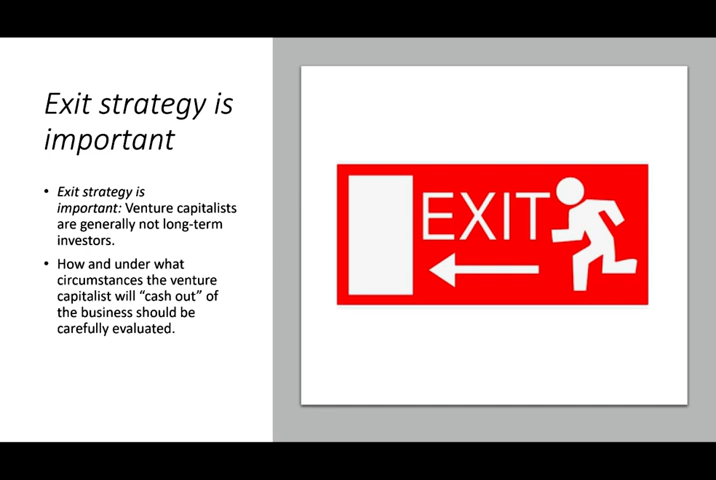 Exit strategy is
important
• Exit strategy is
important: Venture capitalists
are generally not long-term
investors.
• How and under what
circumstances the venture
capitalist will “cash out” of
the business should be
carefully evaluated.
EXIT